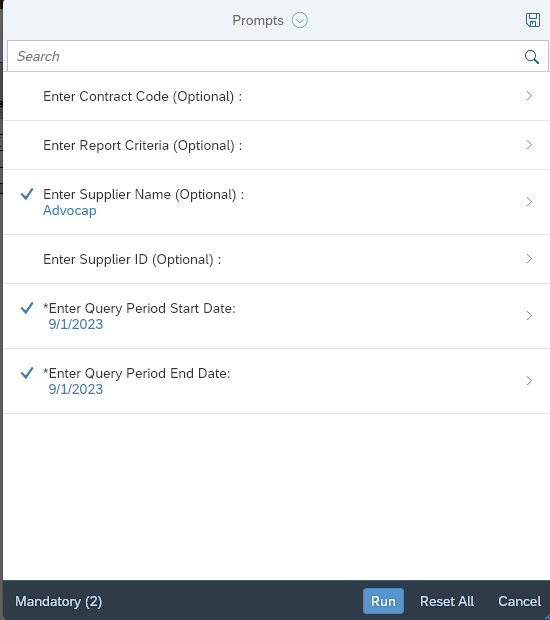 Prompts
Search
Enter Contract Code (Optional) :
Enter Report Criteria (Optional) :
Enter Supplier Name (Optional) :
Advocap
Enter Supplier ID (Optional) :
*Enter Query Period Start Date:
9/1/2023
*Enter Query Period End Date:
9/1/2023
Mandatory (2) Run Reset All Cancel